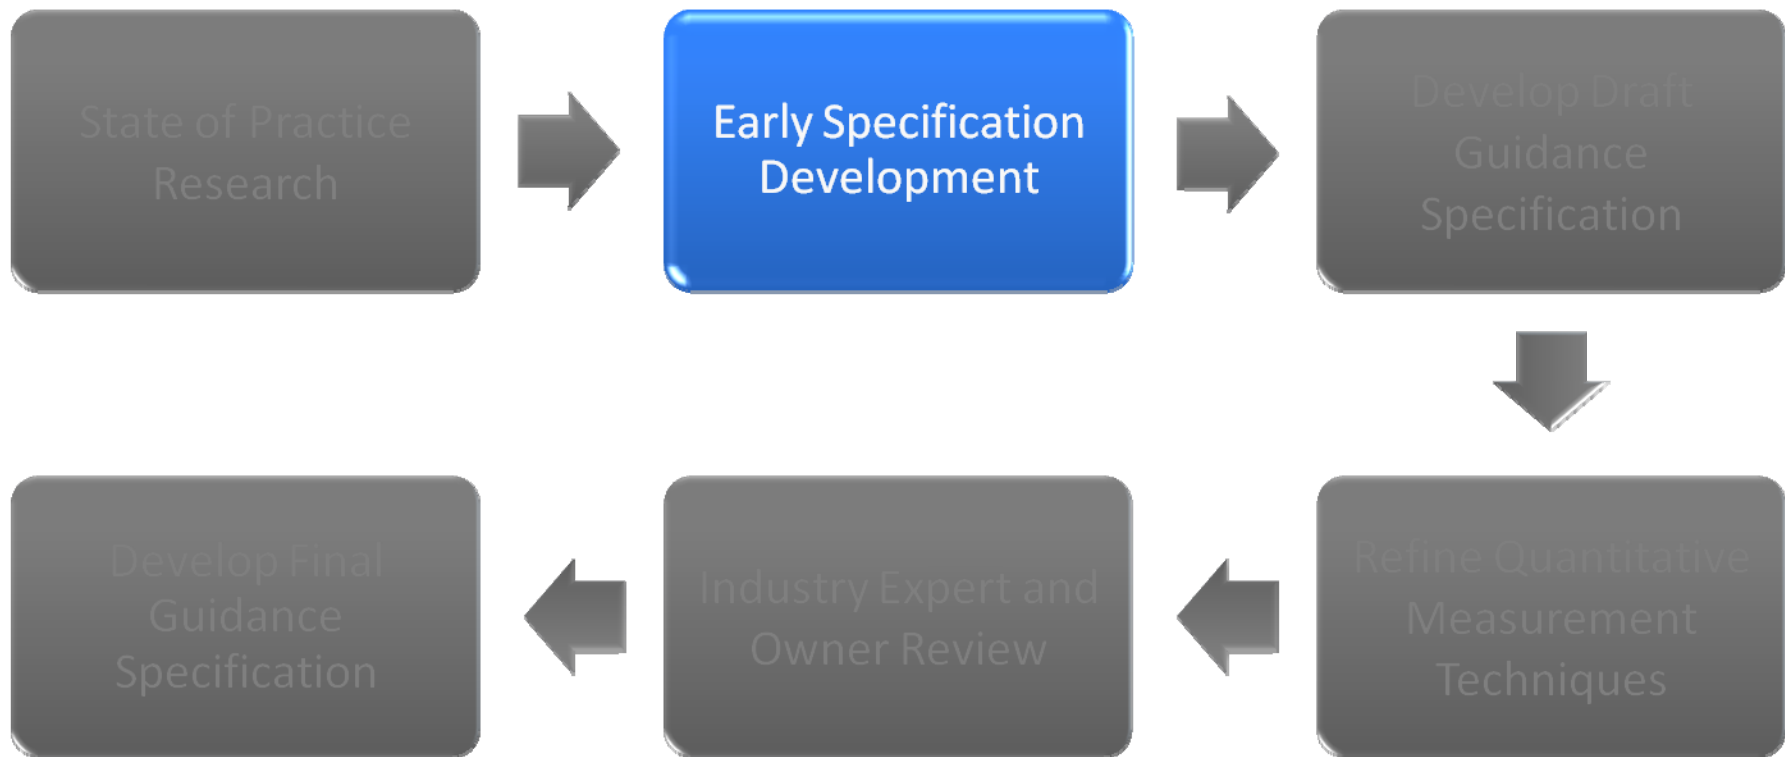 State of Practice
Research
Early Specification
Development
Develop Draft
Guidance
Specification
Develop Final
Guidance
Specification
Industry Expert and
Owner Review
Refine Quantitative
Measurement
Techniques